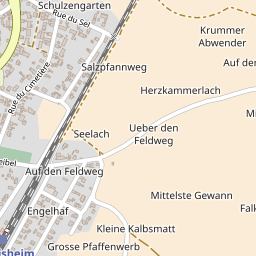 Schulzengarten
Rue du Sel
Krummer
Abwender
Auf den
Salzpfannweg
Herzkammerlach
Rue du Cimetière
Ueber den
Feldweg
Seelach
Auf den Feldweg
Mittelste Gewann
Engelhaf
Kleine Kalbsmatt
Grosse Pfaffenwerb